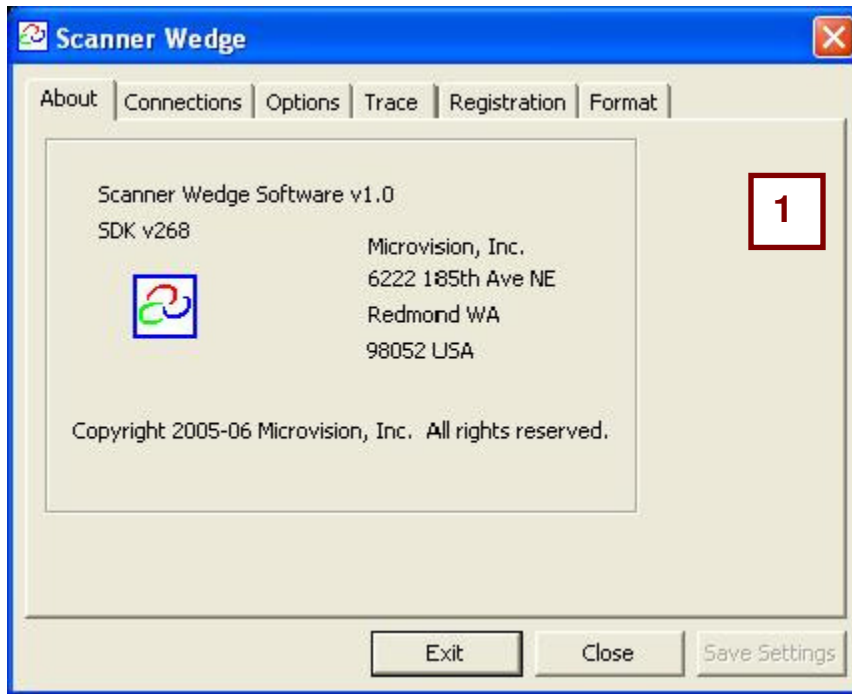 Scanner Wedge
About Connections Options Trace Registration Format
Scanner Wedge Software v1.0
SDK v268
1
Microvision, Inc.
6222 185th Ave NE
Redmond WA
98052 USA
Copyright 2005-06 Microvision, Inc. All rights reserved.
Exit Close Save Settings